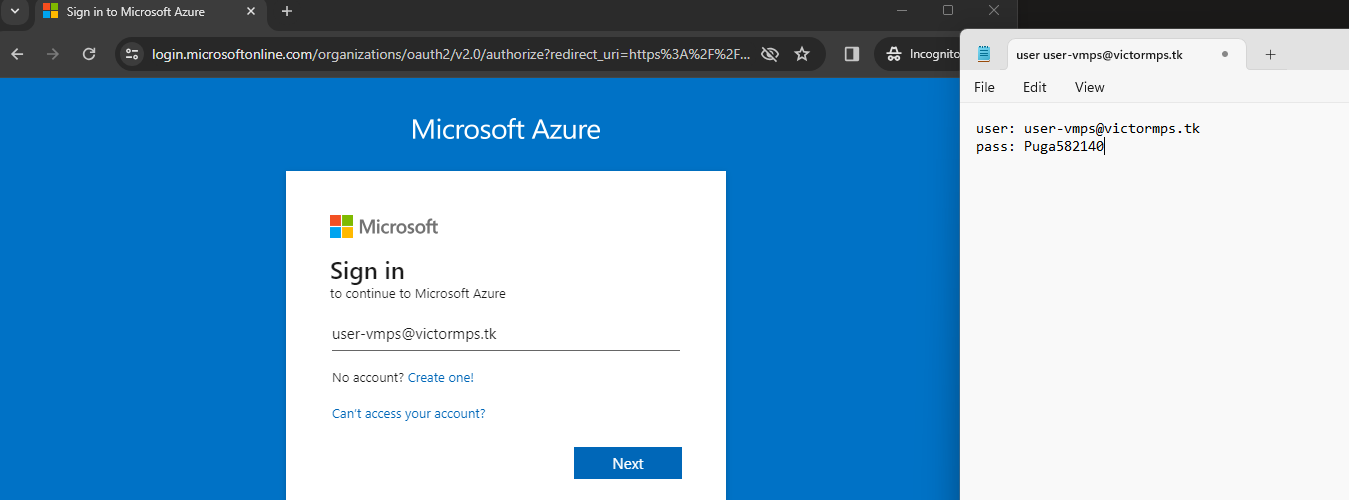 Sign in to Microsoft Azure
login.microsoftonline.com/organizations/oauth2/v2.0/authorize?redirect_uri=https%3A%2F%2F...
Incognito
Microsoft Azure
Microsoft
Sign in
to continue to Microsoft Azure
user-vmps@victormps.tk
No account? Create one!
Can't access your account?
Next
user user-vmps@victormps.tk
File Edit View
user: user-vmps@victormps.tk
pass: Puga582140